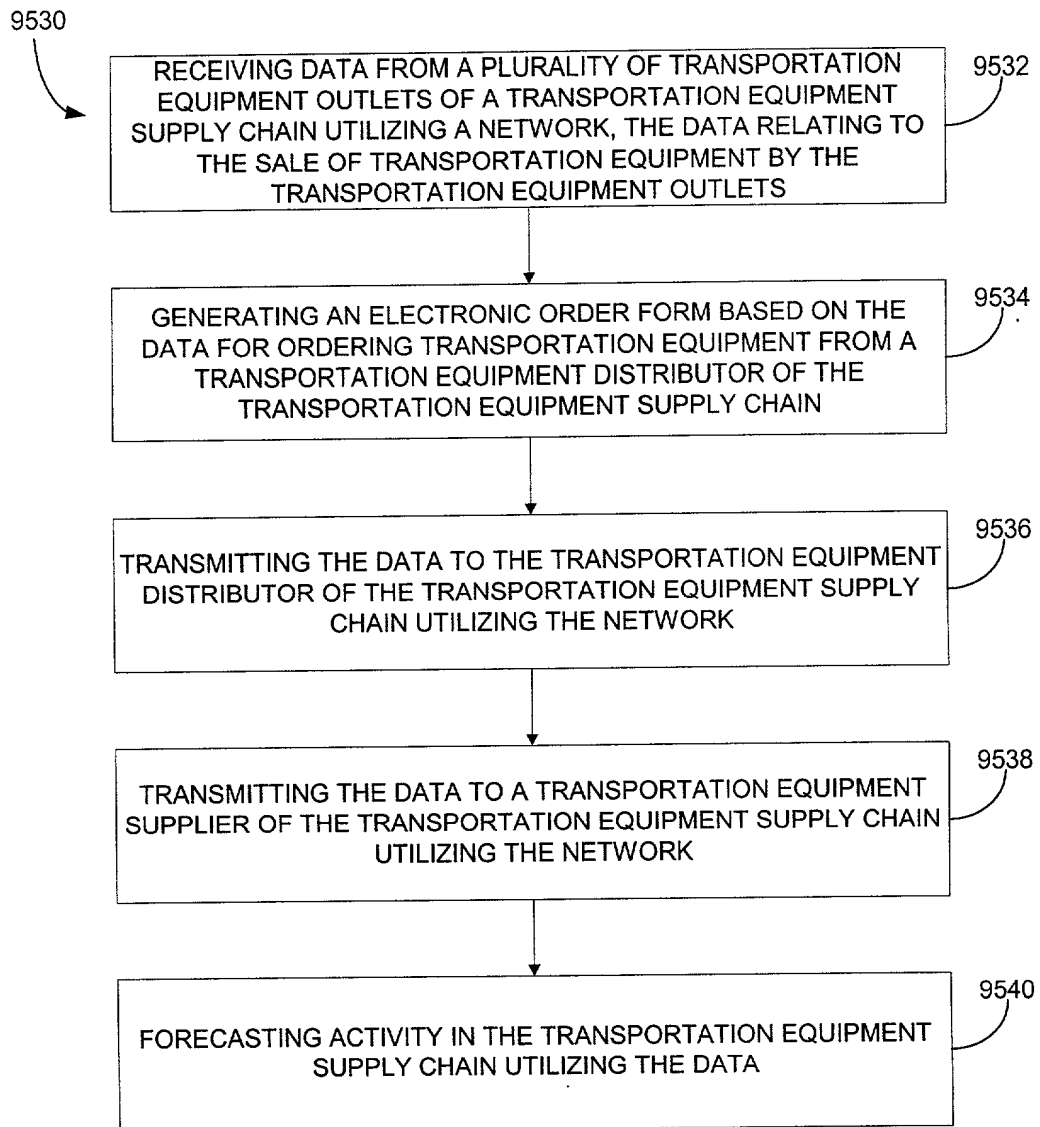 9530
RECEIVING DATA FROM A PLURALITY OF TRANSPORTATION
EQUIPMENT OUTLETS OF A TRANSPORTATION EQUIPMENT
SUPPLY CHAIN UTILIZING A NETWORK, THE DATA RELATING TO
THE SALE OF TRANSPORTATION EQUIPMENT BY THE
TRANSPORTATION EQUIPMENT OUTLETS
9532
GENERATING AN ELECTRONIC ORDER FORM BASED ON THE
DATA FOR ORDERING TRANSPORTATION EQUIPMENT FROM A
TRANSPORTATION EQUIPMENT DISTRIBUTOR OF THE
TRANSPORTATION EQUIPMENT SUPPLY CHAIN
9534
TRANSMITTING THE DATA TO THE TRANSPORTATION EQUIPMENT
DISTRIBUTOR OF THE TRANSPORTATION EQUIPMENT SUPPLY
CHAIN UTILIZING THE NETWORK
9536
TRANSMITTING THE DATA TO A TRANSPORTATION EQUIPMENT
SUPPLIER OF THE TRANSPORTATION EQUIPMENT SUPPLY CHAIN
UTILIZING THE NETWORK
9538
FORECASTING ACTIVITY IN THE TRANSPORTATION EQUIPMENT
SUPPLY CHAIN UTILIZING THE DATA
9540